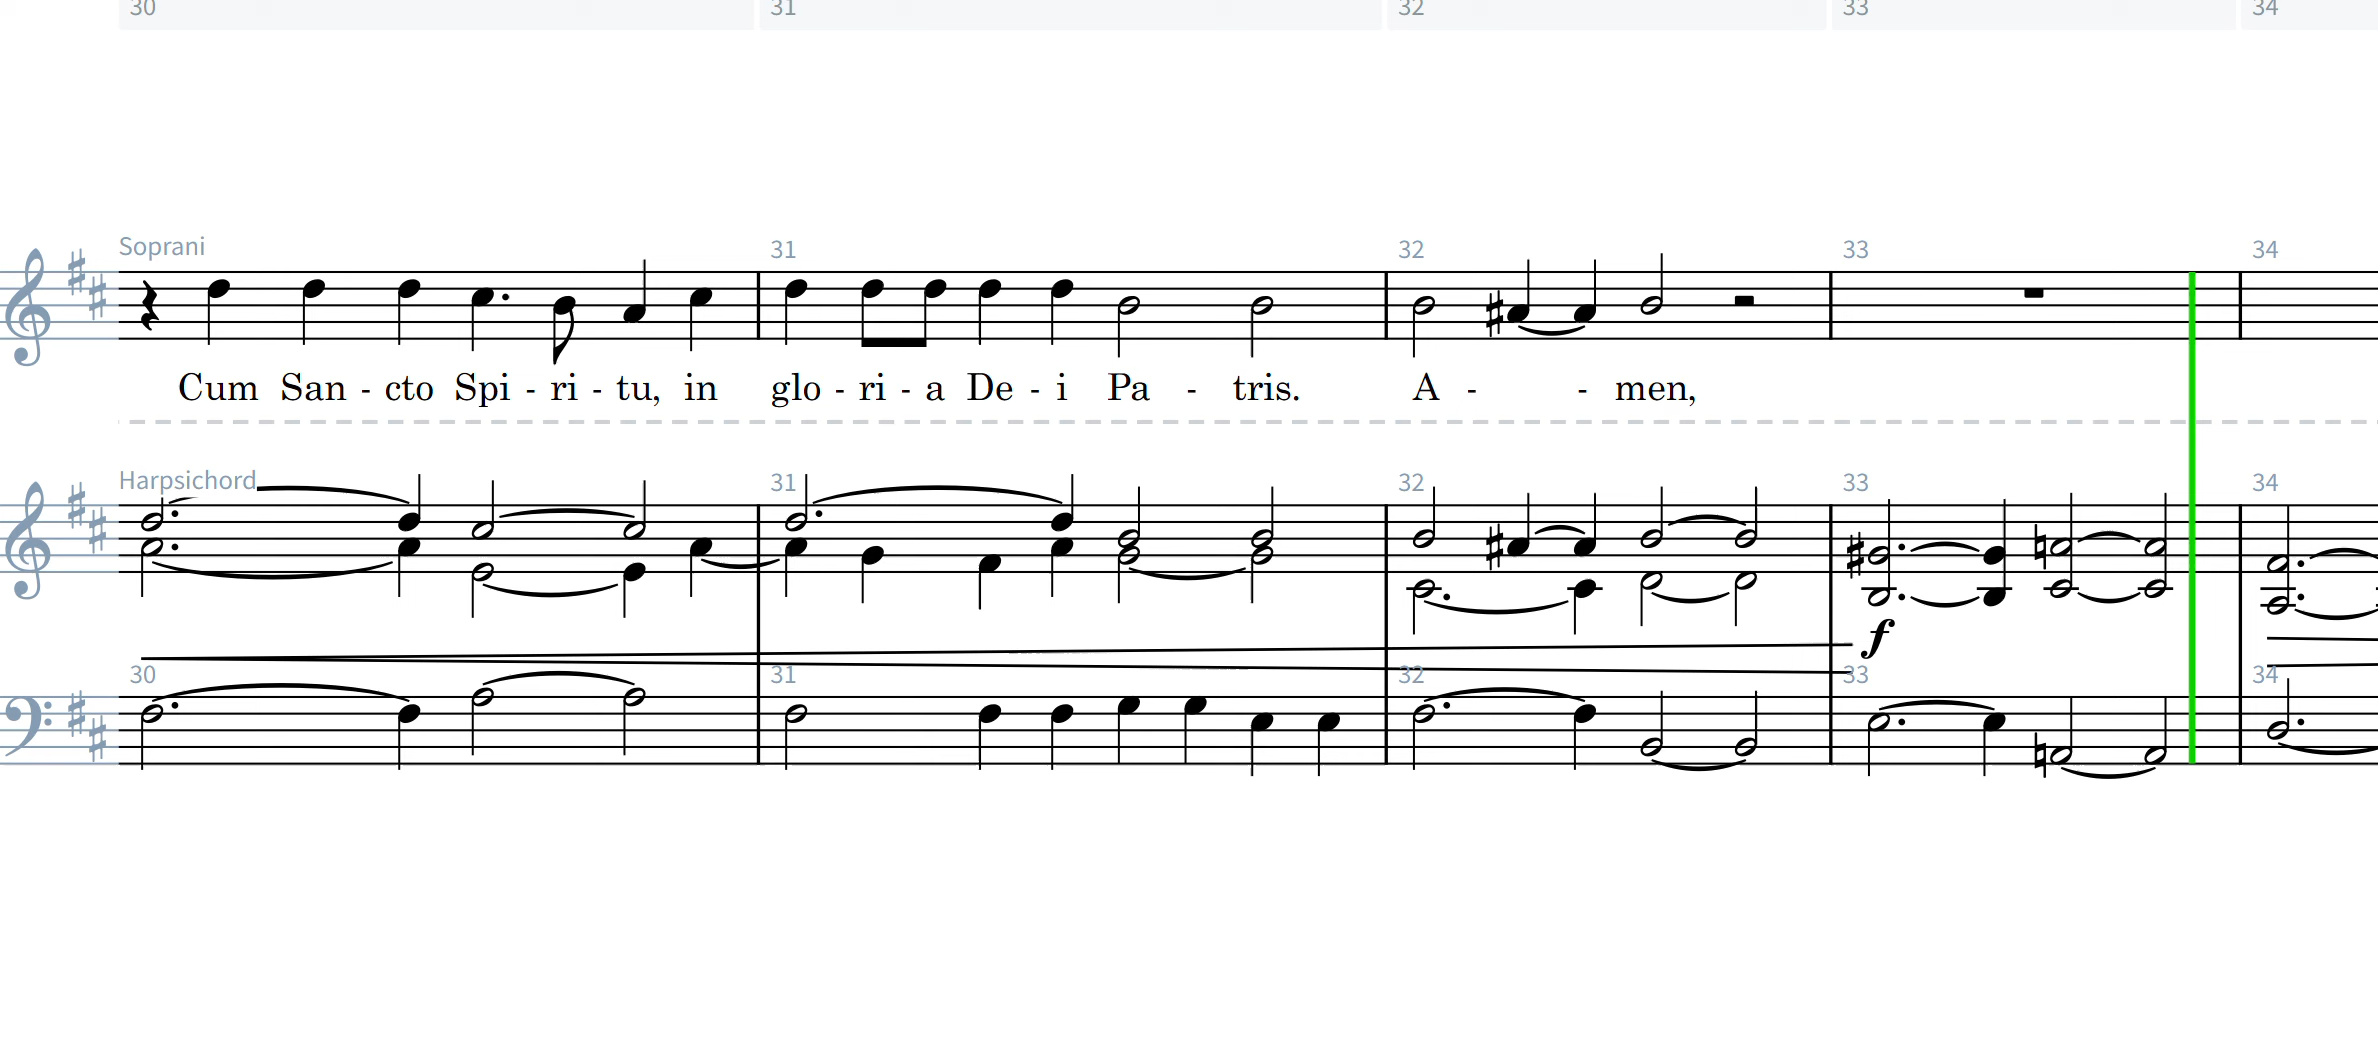 30 31 32 33 34
Soprani 31 32 33 34
Cum San - cto Spi - ri - tu, in glo - ri - a De - i Pa - tris. A - - men,
Harpsichord 31 32 33 34
f
30 31 32 33 34